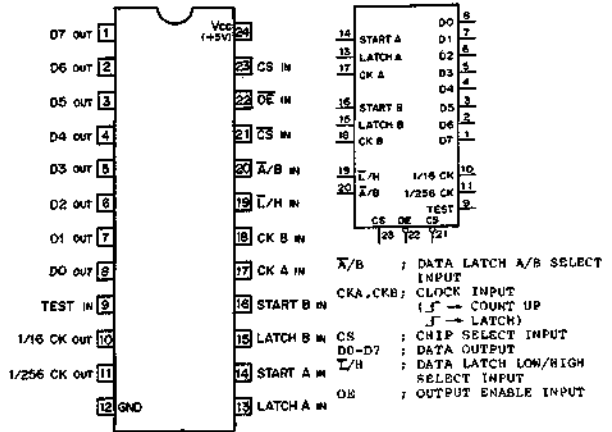 D7 OUT 1
D6 OUT 2
D5 OUT 3
D4 OUT 4
D3 OUT 5
D2 OUT 6
D1 OUT 7
D0 OUT 8
TEST IN 9
1/16 CK OUT 10
1/256 CK OUT 11
12 GND
Vcc
(+5V)
24
23 CS IN
22 O̅E̅ IN
21 C̅S̅ IN
20 A̅/B IN
19 L̅/H IN
18 CK B IN
17 CK A IN
16 START B IN
15 LATCH B IN
14 START A IN
13 LATCH A IN
14 START A
13 LATCH A
17 CK A
16 START B
15 LATCH B
18 CK B
19 L̅/H
20 A̅/B
D0 8
D1 7
D2 6
D3 5
D4 4
D5 3
D6 2
D7 1
1/16 CK 10
1/256 CK 11
TEST 9
CS OE CS
23 22 21
A̅/B ; DATA LATCH A/B SELECT
INPUT
CKA,CKB; CLOCK INPUT
( → COUNT UP
→ LATCH)
CS ; CHIP SELECT INPUT
D0-D7 ; DATA OUTPUT
L̅/H ; DATA LATCH LOW/HIGH
SELECT INPUT
OE ; OUTPUT ENABLE INPUT